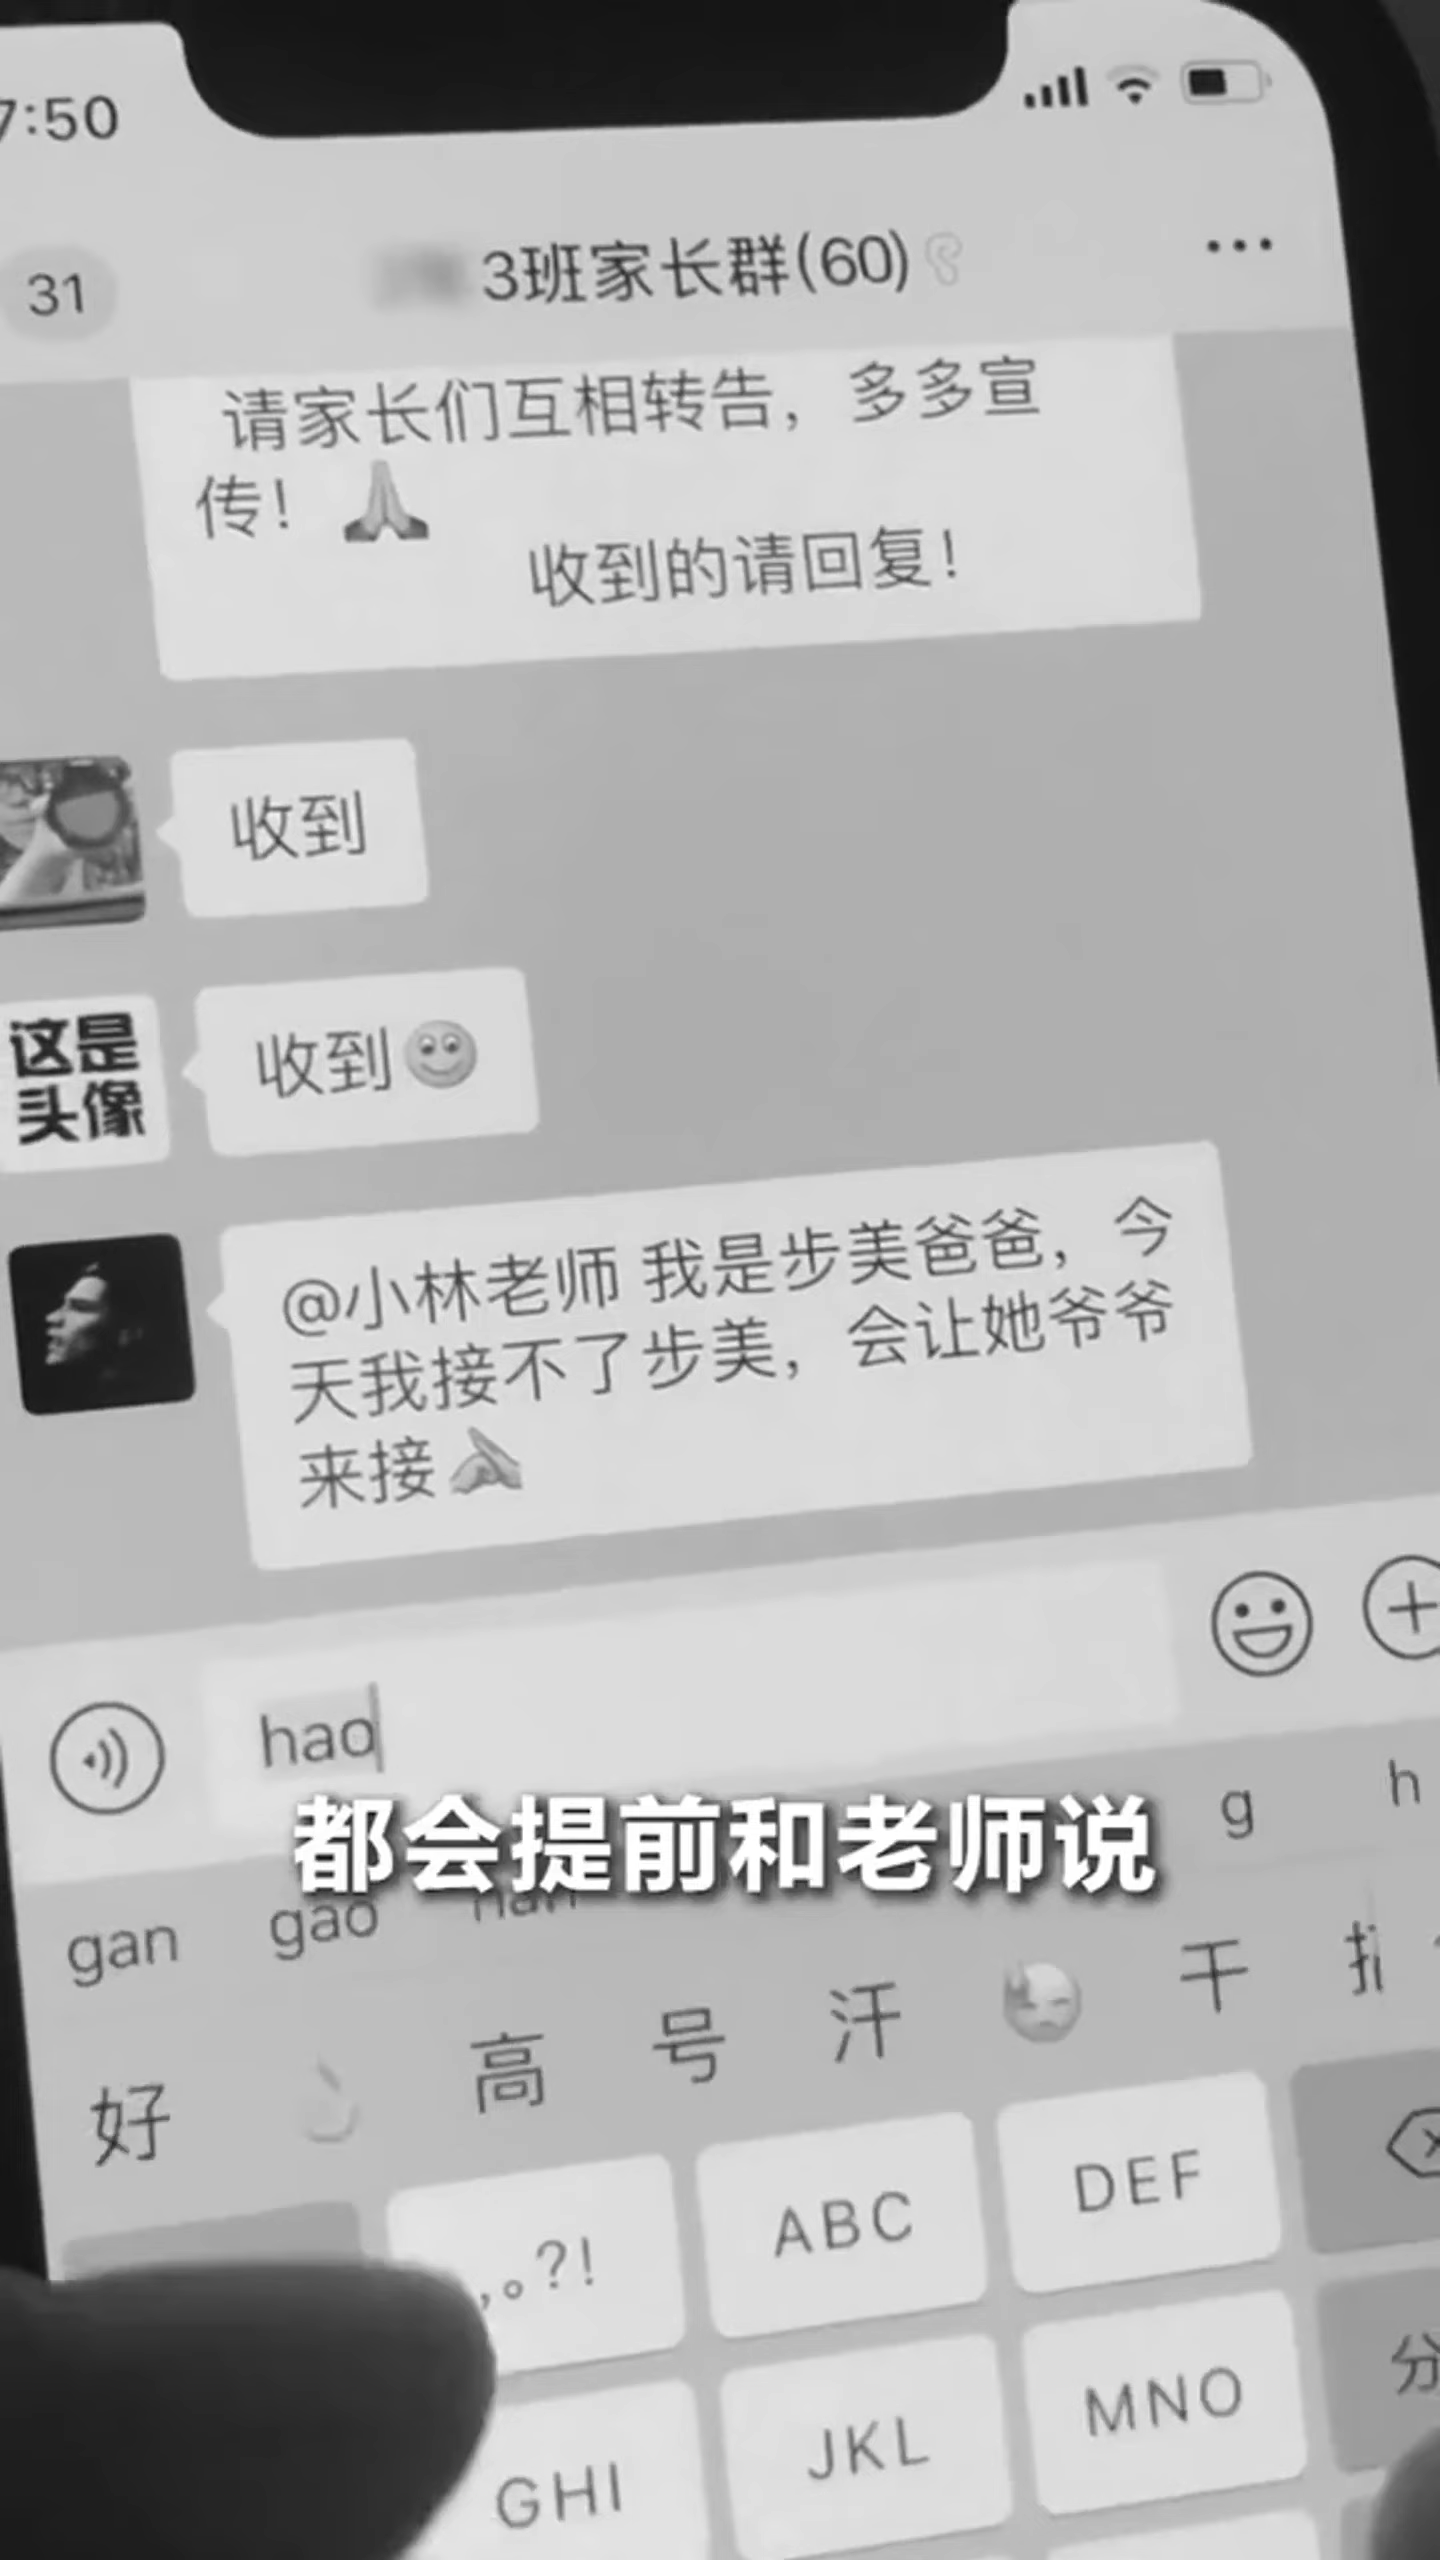 7:50
31
3班家长群(60)
请家长们互相转告，多多宣
传！🙏
收到的请回复！
收到
这是
头像
收到🙂
@小林老师 我是步美爸爸，今
天我接不了步美，会让她爷爷
来接🙏
hao
都会提前和老师说
g h
gan gao han
好 👌 高 号 汗 😓 干
,。?! ABC DEF
GHI JKL MNO
分